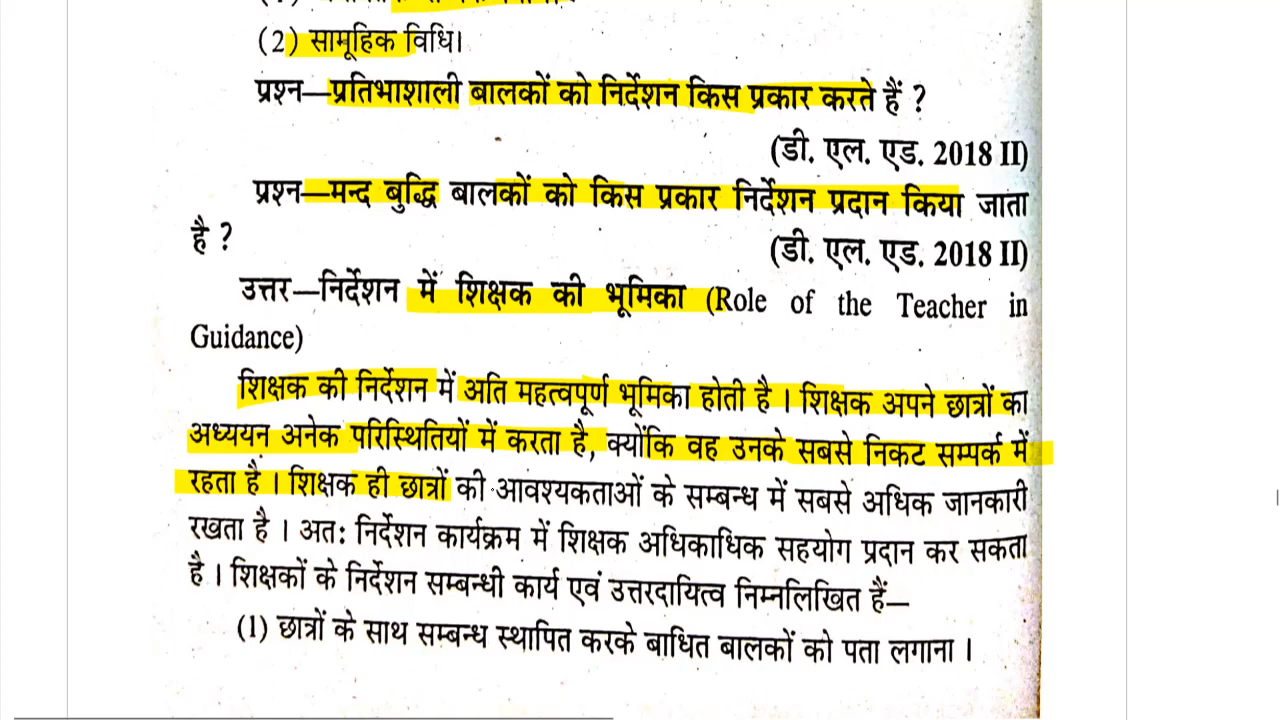 (2) सामूहिक विधि।
प्रश्न—प्रतिभाशाली बालकों को निर्देशन किस प्रकार करते हैं ?
(डी. एल. एड. 2018 II)
प्रश्न—मन्द बुद्धि बालकों को किस प्रकार निर्देशन प्रदान किया जाता
है ? (डी. एल. एड. 2018 II)
उत्तर—निर्देशन में शिक्षक की भूमिका (Role of the Teacher in
Guidance)
शिक्षक की निर्देशन में अति महत्वपूर्ण भूमिका होती है । शिक्षक अपने छात्रों का
अध्ययन अनेक परिस्थितियों में करता है, क्योंकि वह उनके सबसे निकट सम्पर्क में
रहता है । शिक्षक ही छात्रों की आवश्यकताओं के सम्बन्ध में सबसे अधिक जानकारी
रखता है । अत: निर्देशन कार्यक्रम में शिक्षक अधिकाधिक सहयोग प्रदान कर सकता
है । शिक्षकों के निर्देशन सम्बन्धी कार्य एवं उत्तरदायित्व निम्नलिखित हैं—
(1) छात्रों के साथ सम्बन्ध स्थापित करके बाधित बालकों को पता लगाना ।